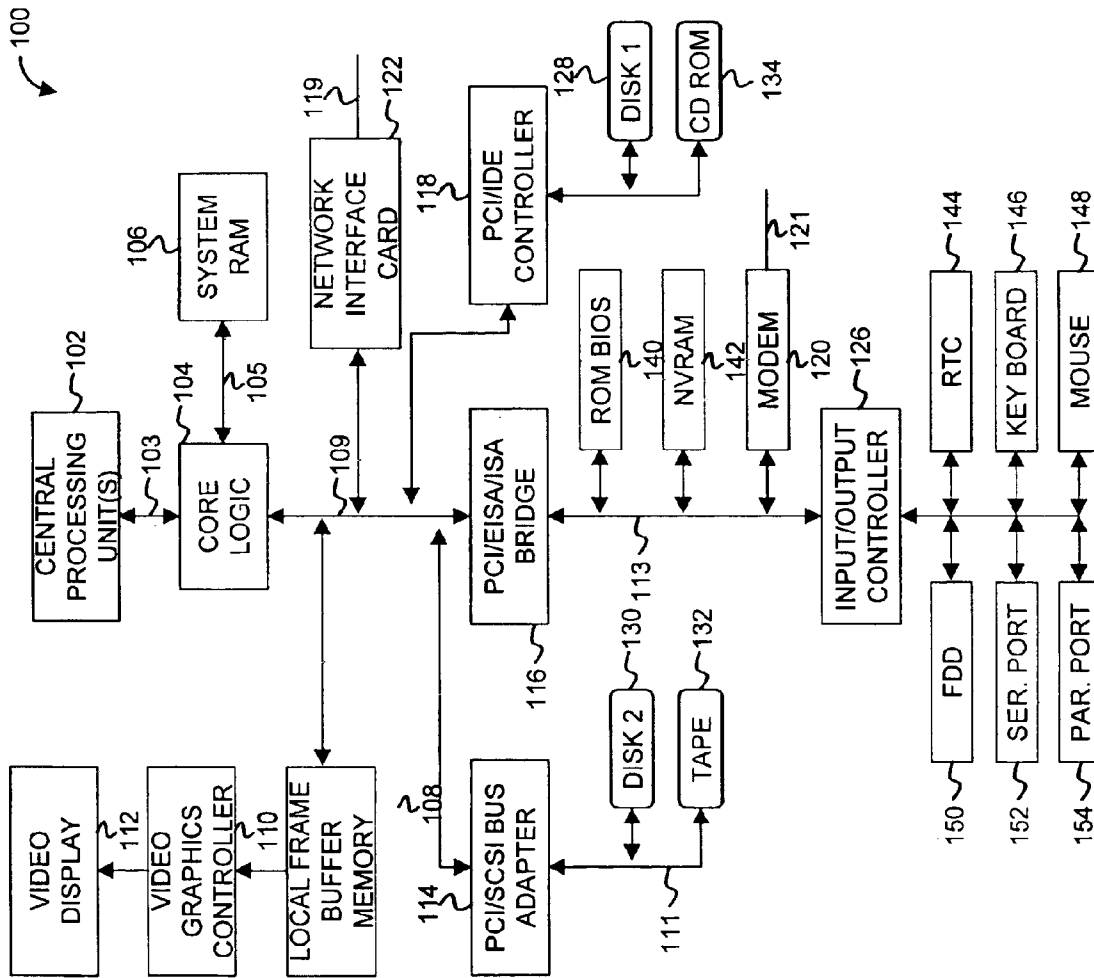 100
CENTRAL
PROCESSING
UNIT(S)
102
103
CORE
LOGIC
104
105
SYSTEM
RAM
106
109
NETWORK
INTERFACE
CARD
119
122
VIDEO
DISPLAY
112
VIDEO
GRAPHICS
CONTROLLER
110
LOCAL FRAME
BUFFER
MEMORY
108
PCI/SCSI BUS
ADAPTER
114
PCI/EISA/ISA
BRIDGE
116
PCI/IDE
CONTROLLER
118
DISK 1
128
CD ROM
134
DISK 2
130
TAPE
132
111
113
ROM BIOS
140
NVRAM
142
MODEM
120
121
INPUT/OUTPUT
CONTROLLER
126
FDD
150
RTC
144
SER. PORT
152
KEY BOARD
146
PAR. PORT
154
MOUSE
148